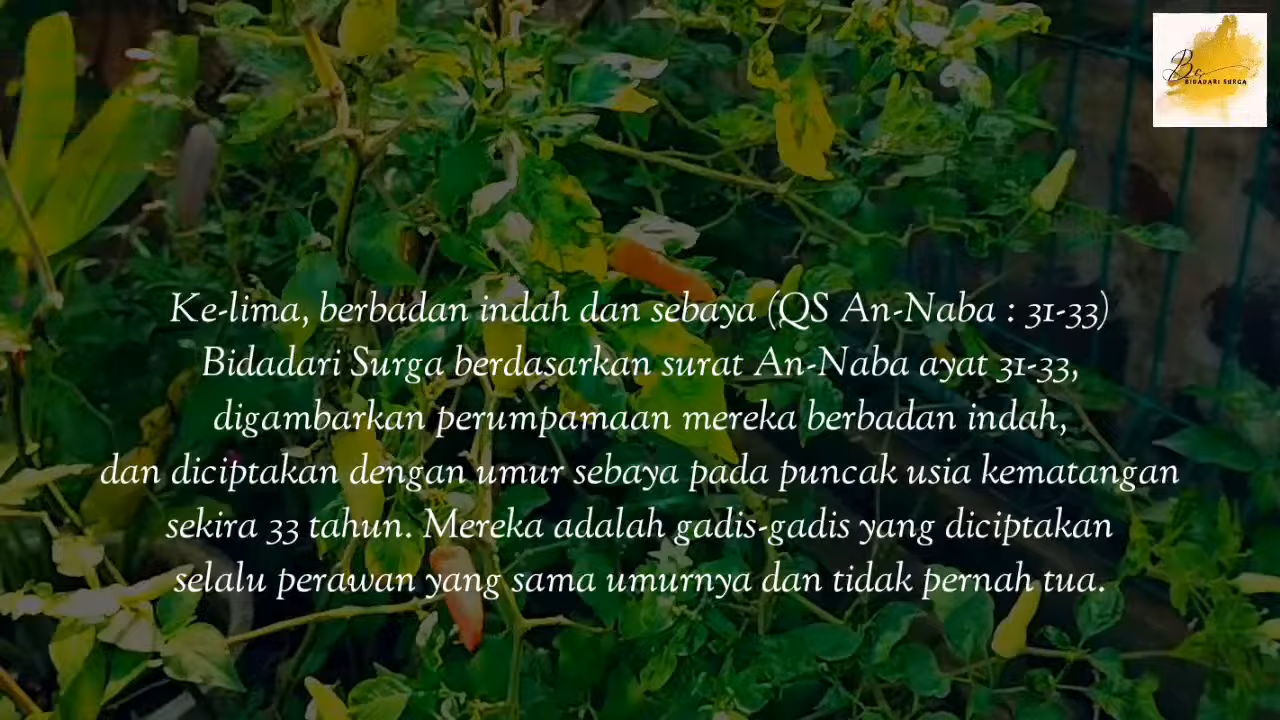 Bs
BIDADARI SURGA
Ke-lima, berbadan indah dan sebaya (QS An-Naba : 31-33)
Bidadari Surga berdasarkan surat An-Naba ayat 31-33,
digambarkan perumpamaan mereka berbadan indah,
dan diciptakan dengan umur sebaya pada puncak usia kematangan
sekira 33 tahun. Mereka adalah gadis-gadis yang diciptakan
selalu perawan yang sama umurnya dan tidak pernah tua.